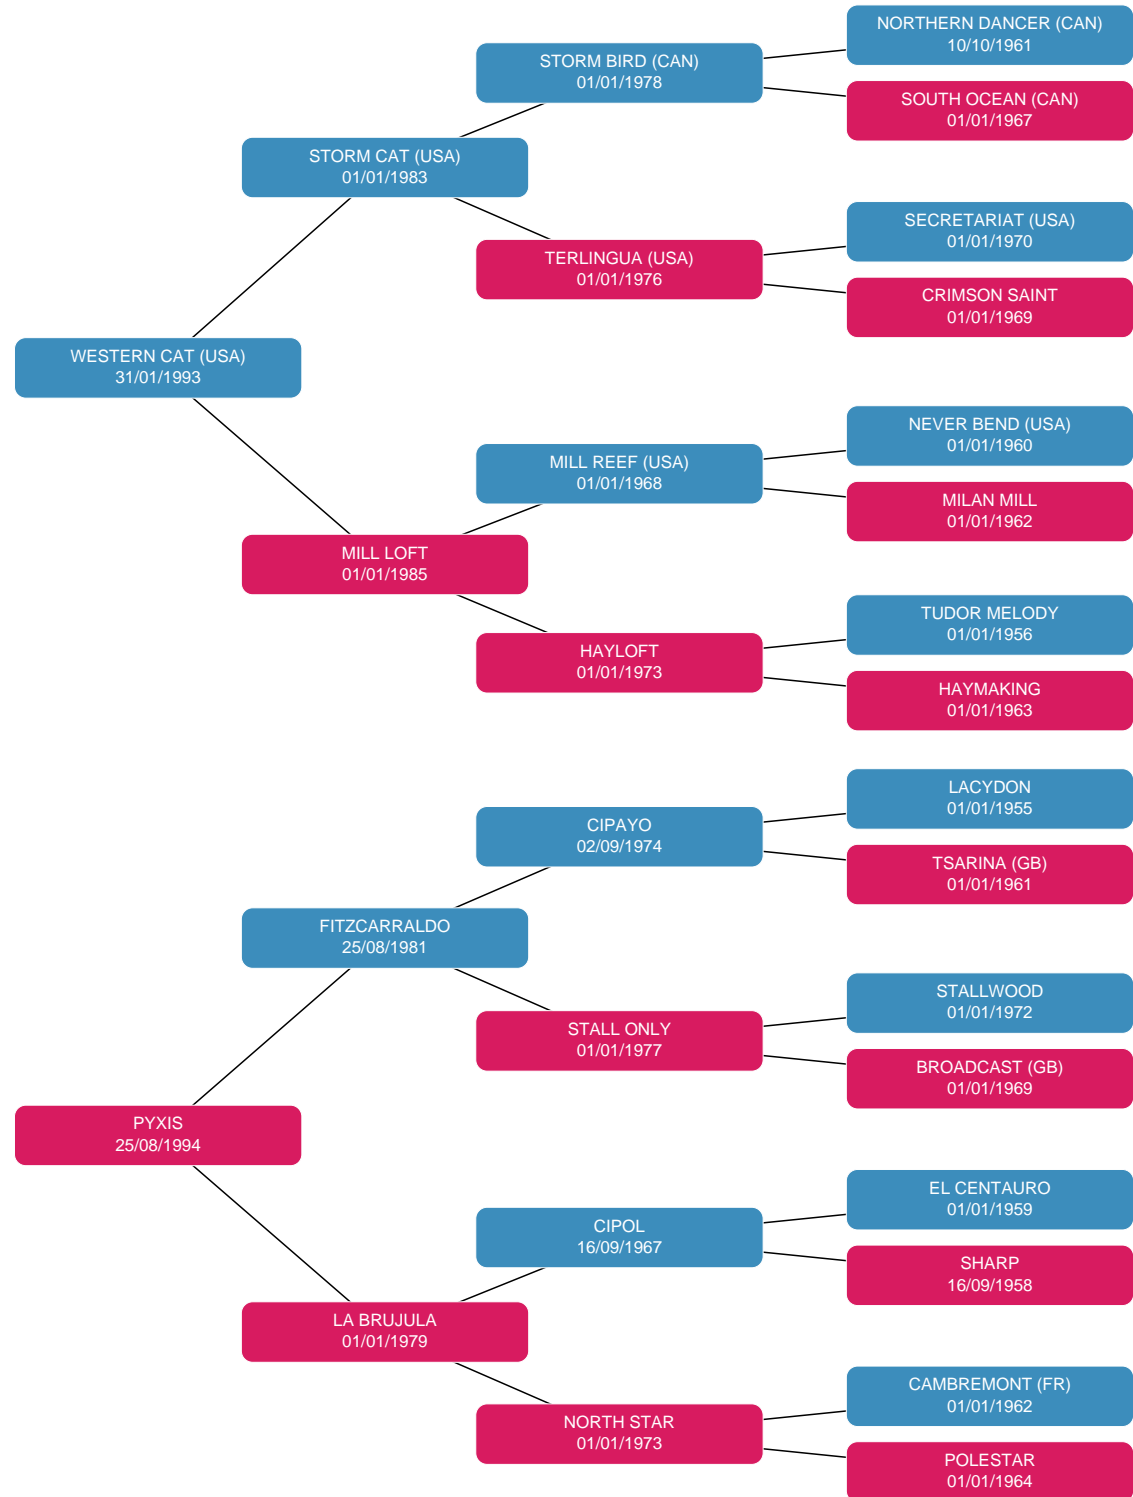 NORTHERN DANCER (CAN)
10/10/1961
STORM BIRD (CAN)
01/01/1978
SOUTH OCEAN (CAN)
01/01/1967
STORM CAT (USA)
01/01/1983
SECRETARIAT (USA)
01/01/1970
TERLINGUA (USA)
01/01/1976
CRIMSON SAINT
01/01/1969
WESTERN CAT (USA)
31/01/1993
NEVER BEND (USA)
01/01/1960
MILL REEF (USA)
01/01/1968
MILAN MILL
01/01/1962
MILL LOFT
01/01/1985
TUDOR MELODY
01/01/1956
HAYLOFT
01/01/1973
HAYMAKING
01/01/1963
LACYDON
01/01/1955
CIPAYO
02/09/1974
TSARINA (GB)
01/01/1961
FITZCARRALDO
25/08/1981
STALLWOOD
01/01/1972
STALL ONLY
01/01/1977
BROADCAST (GB)
01/01/1969
PYXIS
25/08/1994
EL CENTAURO
01/01/1959
CIPOL
16/09/1967
SHARP
16/09/1958
LA BRUJULA
01/01/1979
CAMBREMONT (FR)
01/01/1962
NORTH STAR
01/01/1973
POLESTAR
01/01/1964